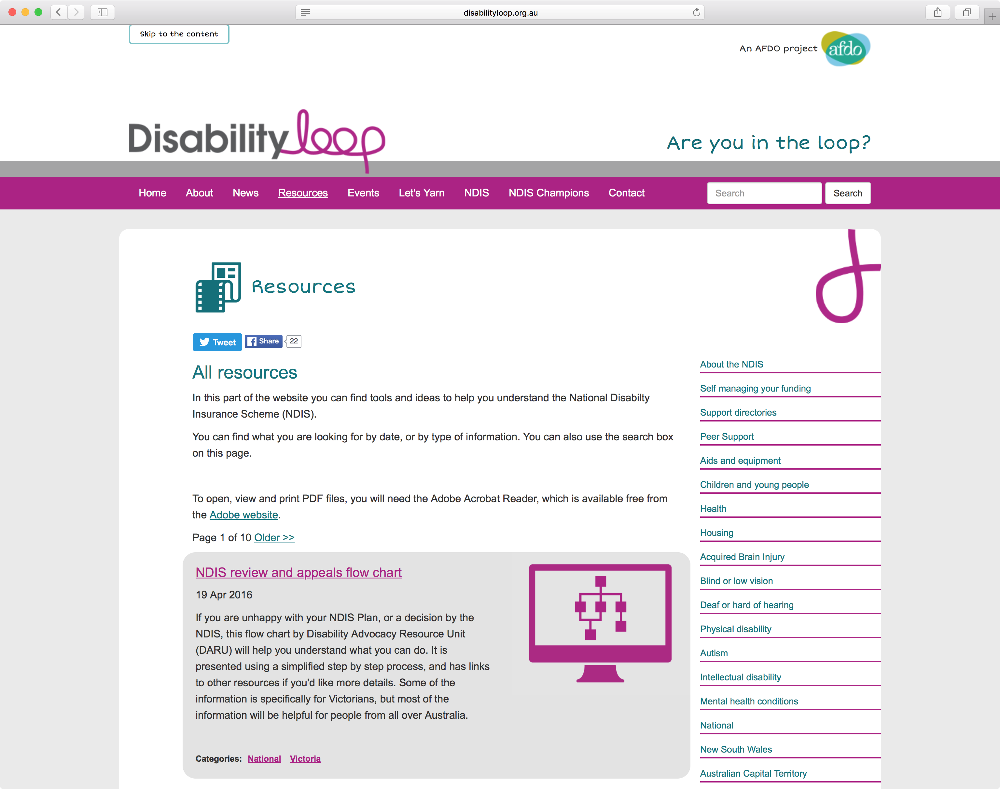 disabilityloop.org.au
Skip to the content
An AFDO project
afdo
Disability loop
Are you in the loop?
Home About News Resources Events Let's Yarn NDIS NDIS Champions Contact Search Search
Resources
Tweet Share 22
All resources
In this part of the website you can find tools and ideas to help you understand the National Disabilty
Insurance Scheme (NDIS).
You can find what you are looking for by date, or by type of information. You can also use the search box
on this page.
To open, view and print PDF files, you will need the Adobe Acrobat Reader, which is available free from
the Adobe website.
Page 1 of 10 Older >>
NDIS review and appeals flow chart
19 Apr 2016
If you are unhappy with your NDIS Plan, or a decision by the
NDIS, this flow chart by Disability Advocacy Resource Unit
(DARU) will help you understand what you can do. It is
presented using a simplified step by step process, and has links
to other resources if you'd like more details. Some of the
information is specifically for Victorians, but most of the
information will be helpful for people from all over Australia.
Categories: National Victoria
About the NDIS
Self managing your funding
Support directories
Peer Support
Aids and equipment
Children and young people
Health
Housing
Acquired Brain Injury
Blind or low vision
Deaf or hard of hearing
Physical disability
Autism
Intellectual disability
Mental health conditions
National
New South Wales
Australian Capital Territory